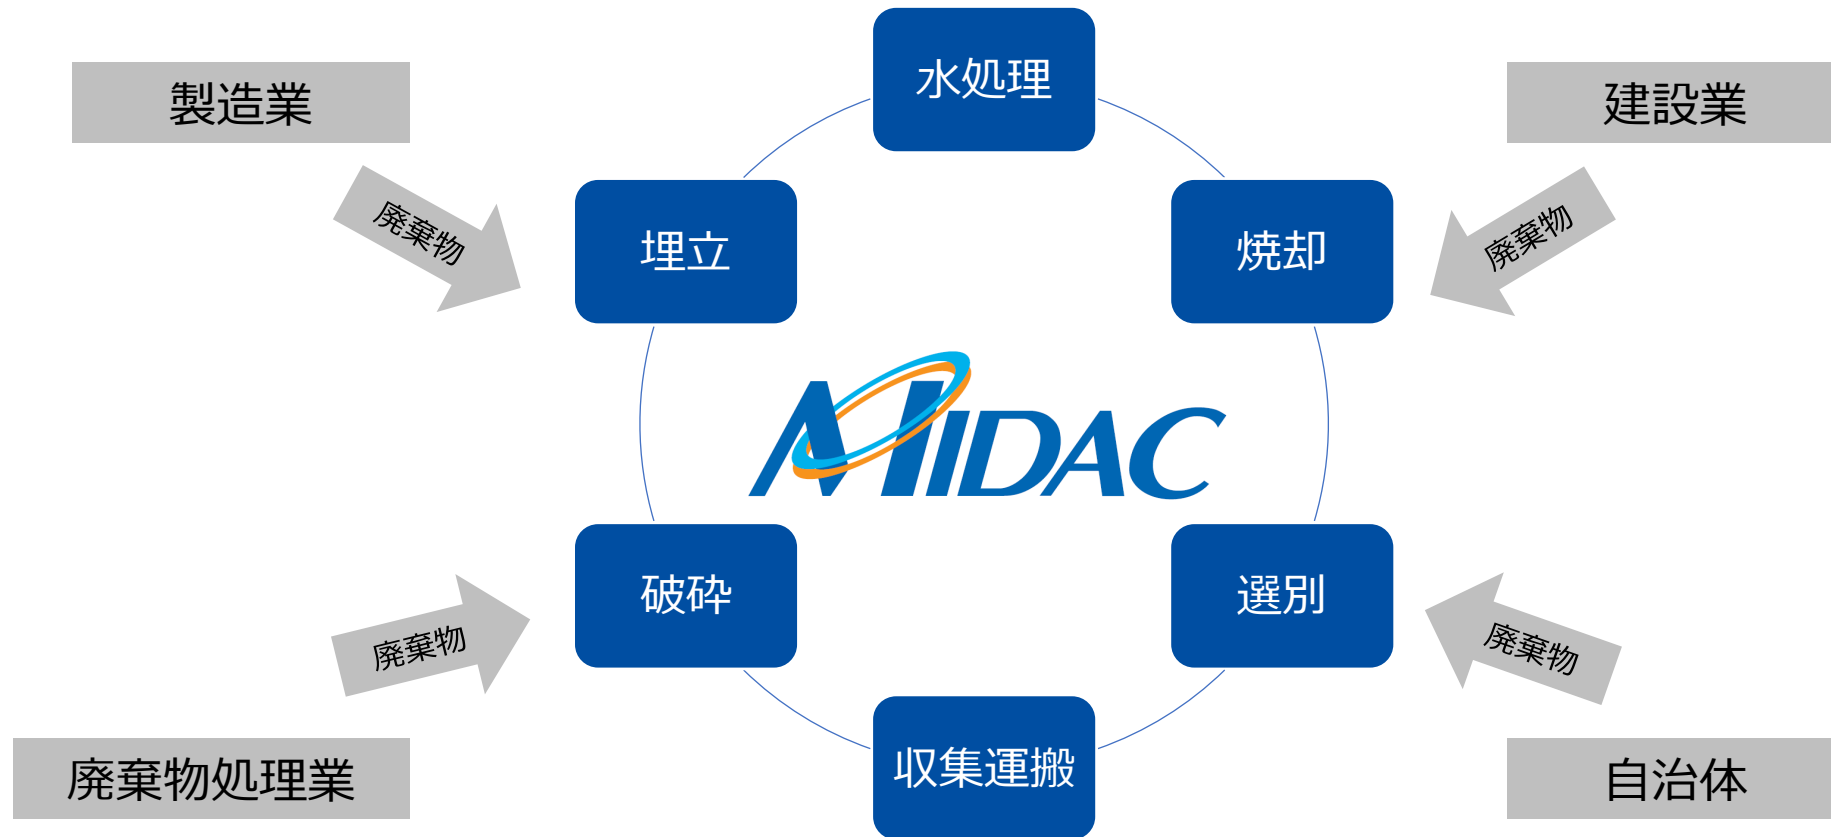 水処理
製造業
建設業
廃棄物
埋立
焼却
廃棄物
MIDAC
破砕
選別
廃棄物
廃棄物
収集運搬
廃棄物処理業
自治体